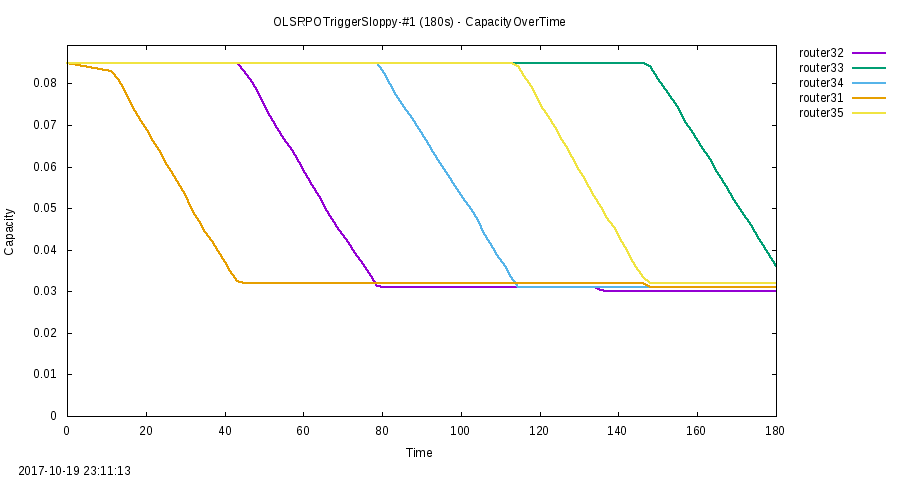 OLSRPOTriggerSloppy-#1 (180s) - CapacityOverTime
router32
router33
router34
router31
router35
0.08
0.07
0.06
0.05
0.04
0.03
0.02
0.01
0
Capacity
0 20 40 60 80 100 120 140 160 180
Time
2017-10-19 23:11:13